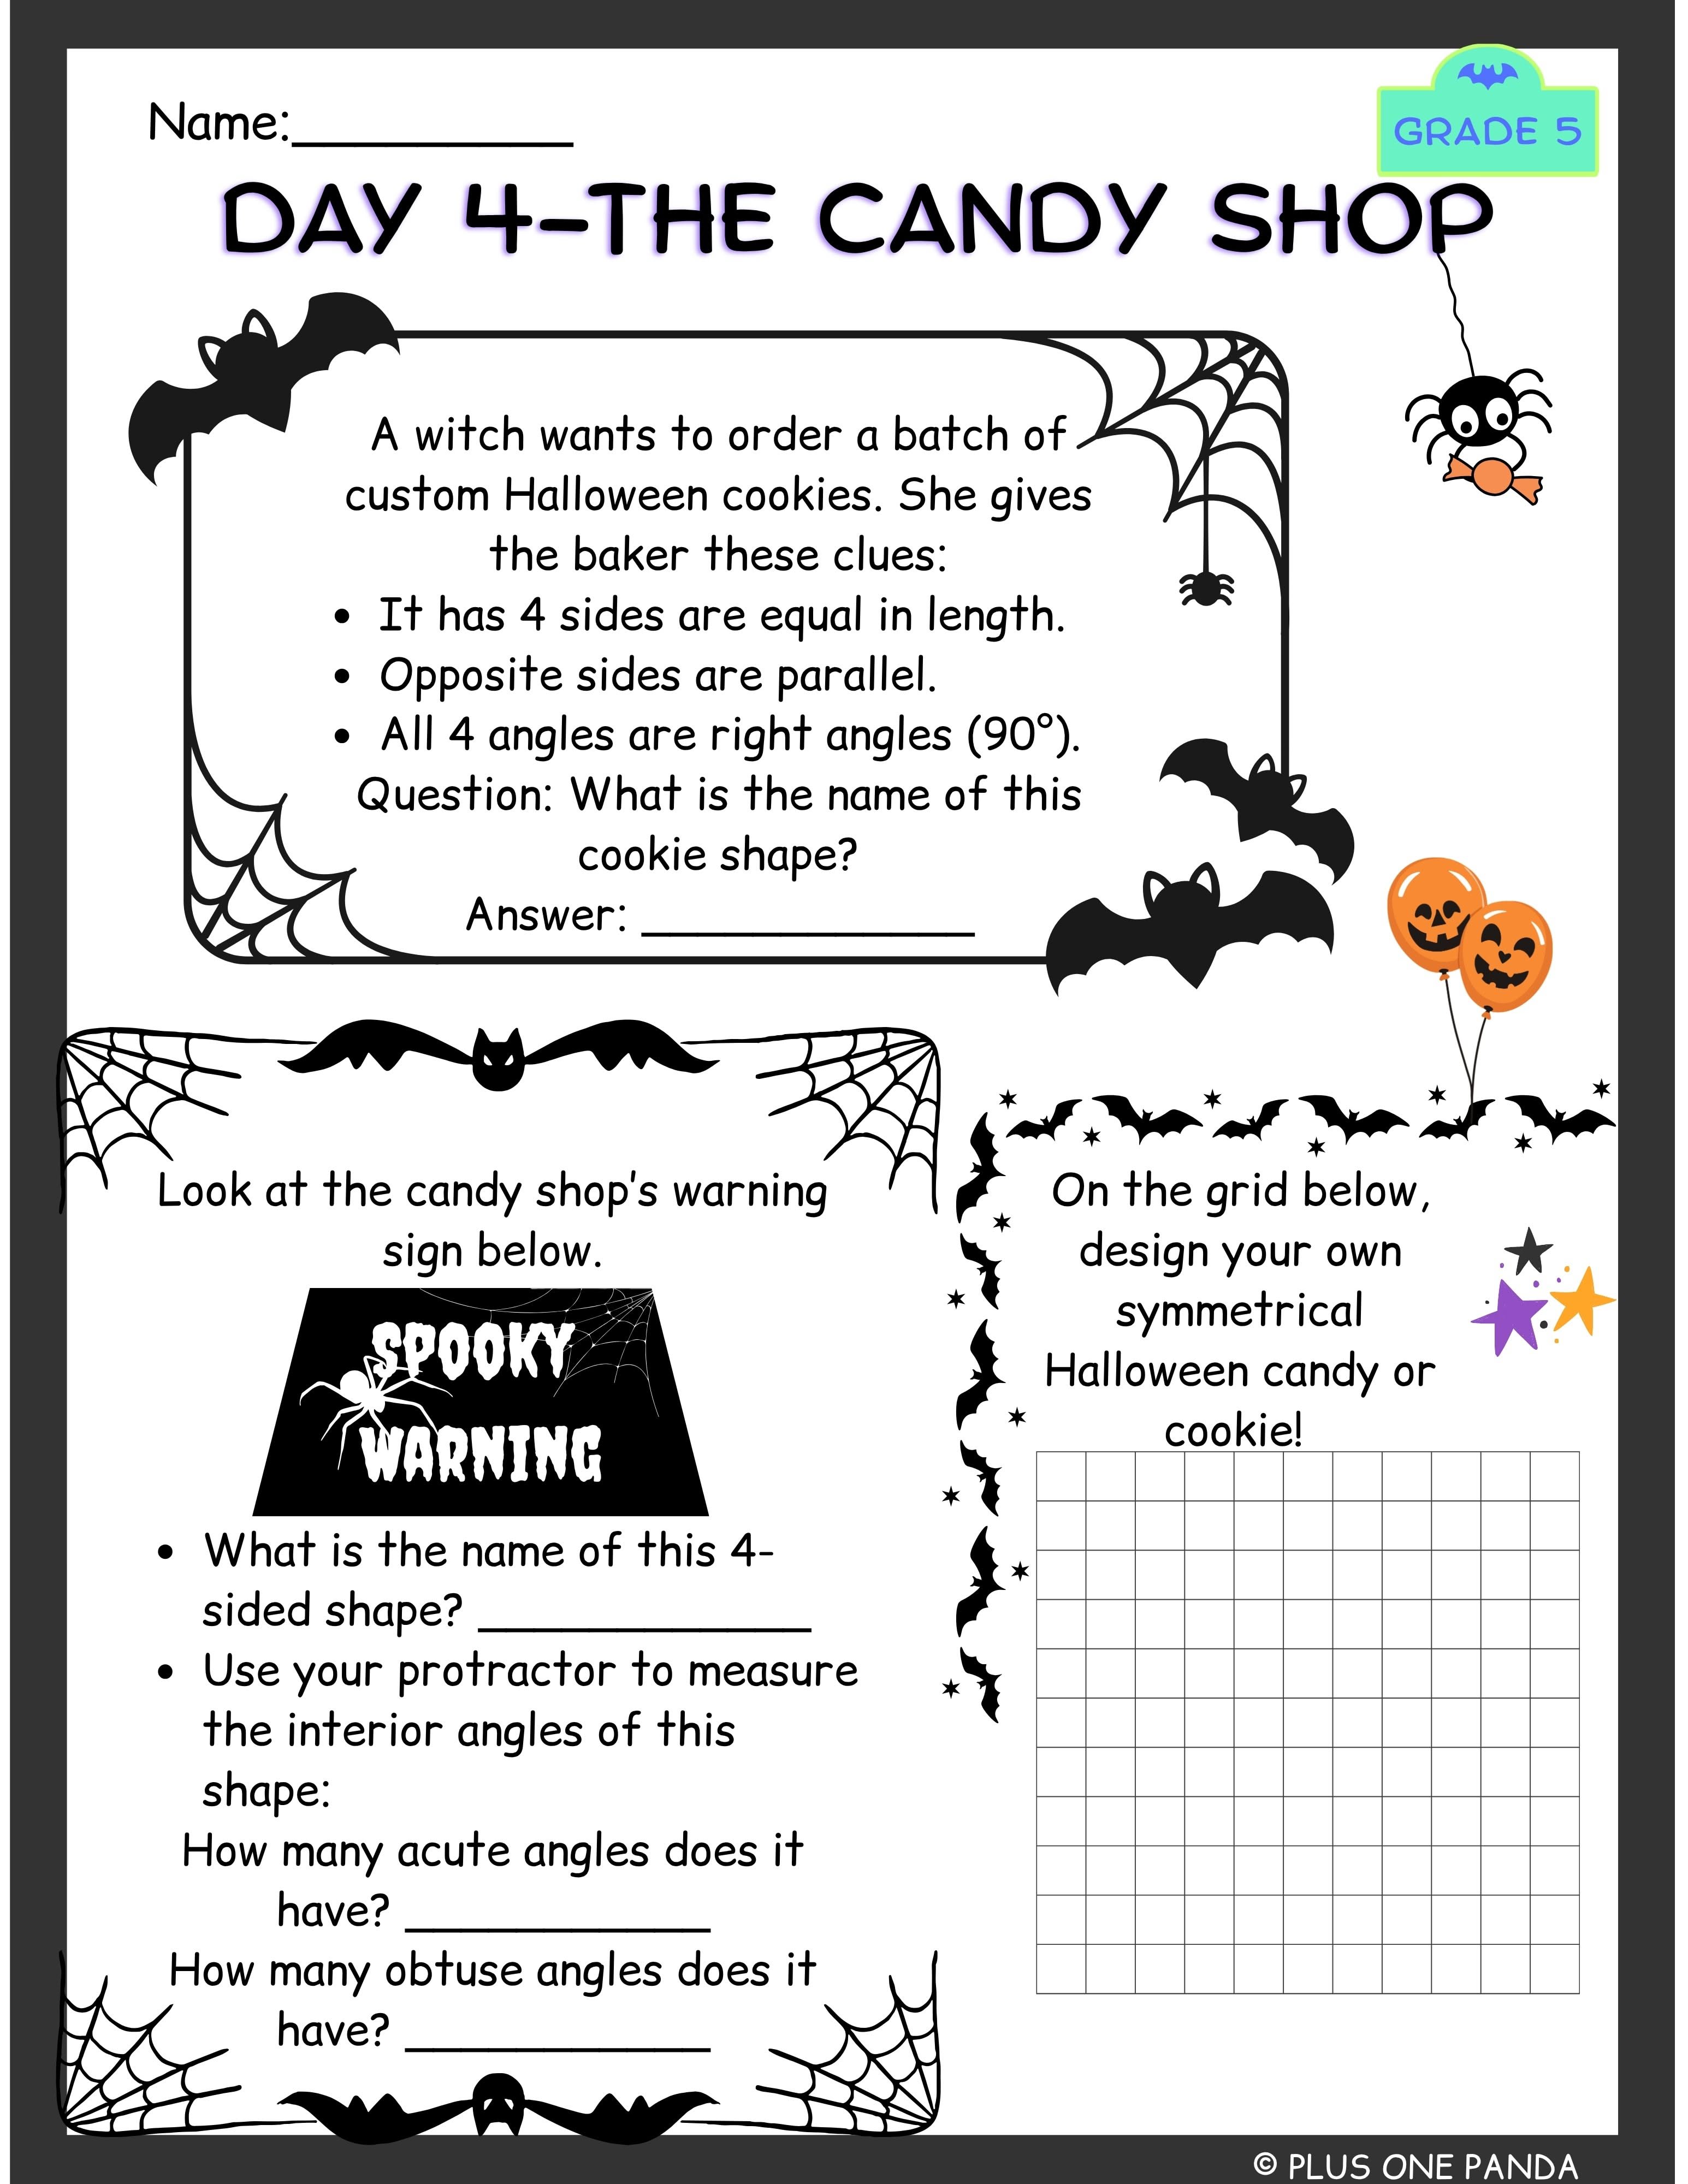 Name:____________
GRADE 5
DAY 4-THE CANDY SHOP
A witch wants to order a batch of
custom Halloween cookies. She gives
the baker these clues:
• It has 4 sides are equal in length.
• Opposite sides are parallel.
• All 4 angles are right angles (90°).
Question: What is the name of this
cookie shape?
Answer: ____________
Look at the candy shop's warning
sign below.
SPOOKY
WARNING
• What is the name of this 4-
sided shape? ____________
• Use your protractor to measure
the interior angles of this
shape:
How many acute angles does it
have? ___________
How many obtuse angles does it
have? ___________
On the grid below,
design your own
symmetrical
Halloween candy or
cookie!
© PLUS ONE PANDA